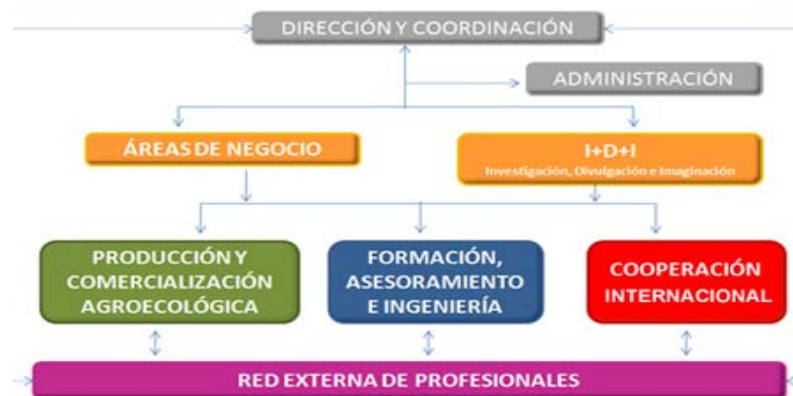 DIRECCIÓN Y COORDINACIÓN
ADMINISTRACIÓN
ÁREAS DE NEGOCIO
I+D+I
Investigación, Divulgación e Imaginación
PRODUCCIÓN Y
COMERCIALIZACIÓN
AGROECOLÓGICA
FORMACIÓN,
ASESORAMIENTO
E INGENIERÍA
COOPERACIÓN
INTERNACIONAL
RED EXTERNA DE PROFESIONALES